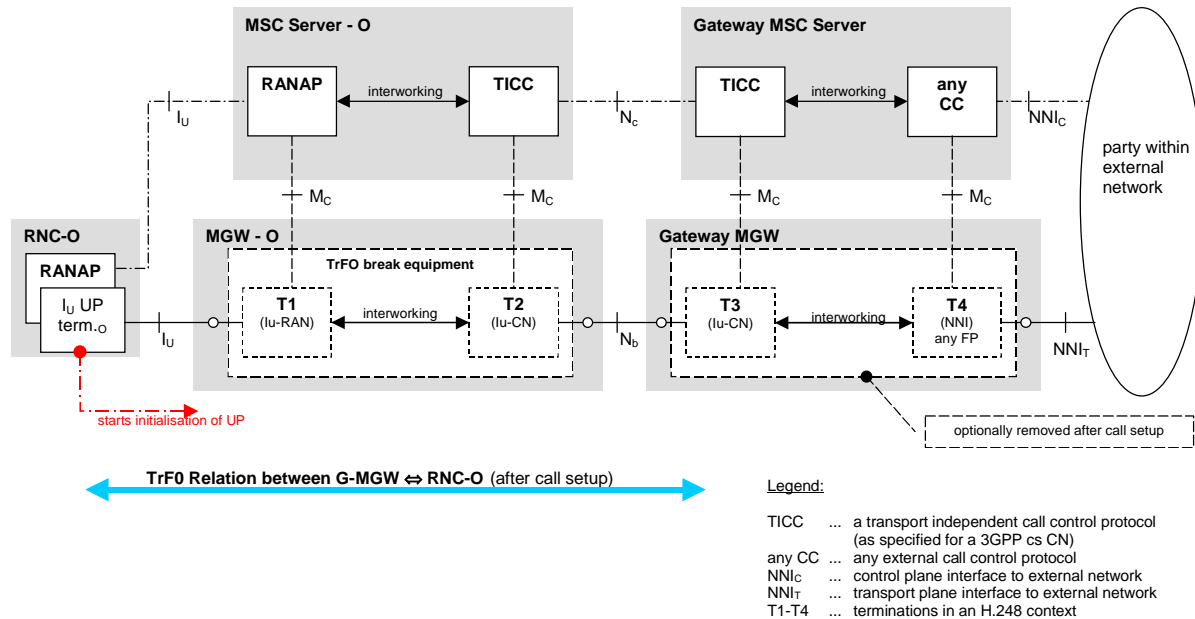 MSC Server - O
Gateway MSC Server
RANAP
interworking
TICC
TICC
interworking
any
CC
IU
NC
NNIC
party within
external
network
MC
MC
MC
MC
RNC-O
MGW - O
Gateway MGW
RANAP
TrFO break equipment
IU UP
term.O
T1
(Iu-RAN)
interworking
T2
(Iu-CN)
T3
(Iu-CN)
interworking
T4
(NNI)
any FP
IU
Nb
NNIT
starts initialisation of UP
optionally removed after call setup
TrF0 Relation between G-MGW ⇔ RNC-O (after call setup)
Legend:
TICC ... a transport independent call control protocol
(as specified for a 3GPP cs CN)
any CC ... any external call control protocol
NNIC ... control plane interface to external network
NNIT ... transport plane interface to external network
T1-T4 ... terminations in an H.248 context